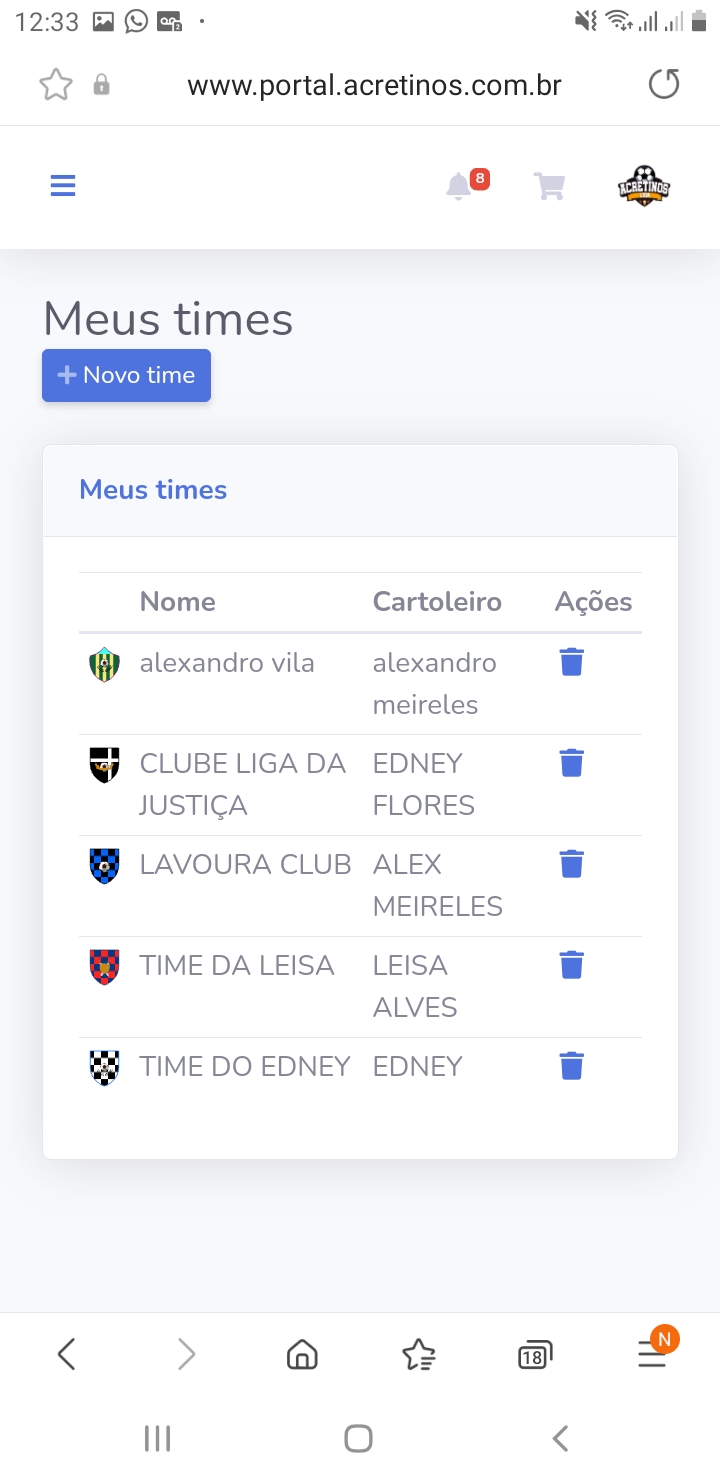 12:33
www.portal.acretinos.com.br
8
ACRETINOS
Meus times
Novo time
Meus times
Nome Cartoleiro Ações
alexandro vila alexandro
meireles
CLUBE LIGA DA EDNEY
JUSTIÇA FLORES
LAVOURA CLUB ALEX
MEIRELES
TIME DA LEISA LEISA
ALVES
TIME DO EDNEY EDNEY
18
N